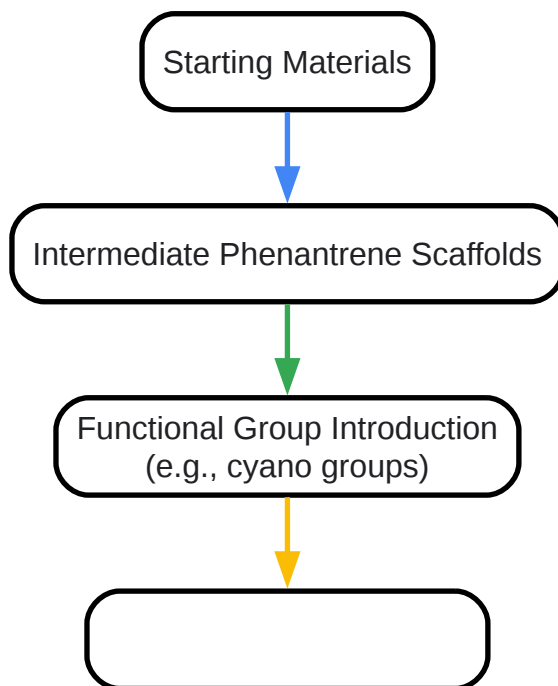 Starting Materials
Intermediate Phenantrene Scaffolds
Functional Group Introduction
(e.g., cyano groups)